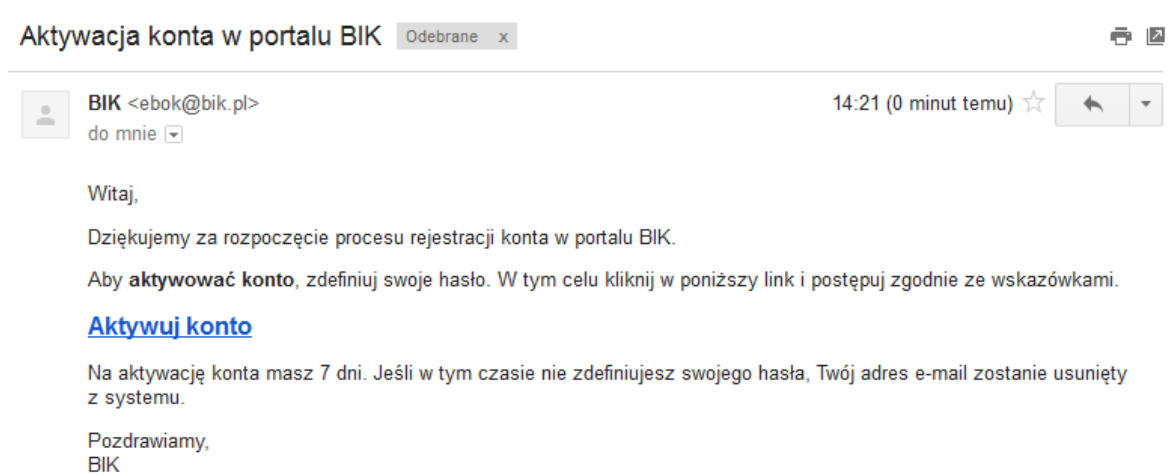 Aktywacja konta w portalu BIK Odebrane x
BIK <ebok@bik.pl> 14:21 (0 minut temu)
do mnie
Witaj,
Dziękujemy za rozpoczęcie procesu rejestracji konta w portalu BIK.
Aby aktywować konto, zdefiniuj swoje hasło. W tym celu kliknij w poniższy link i postępuj zgodnie ze wskazówkami.
Aktywuj konto
Na aktywację konta masz 7 dni. Jeśli w tym czasie nie zdefiniujesz swojego hasła, Twój adres e-mail zostanie usunięty
z systemu.
Pozdrawiamy,
BIK